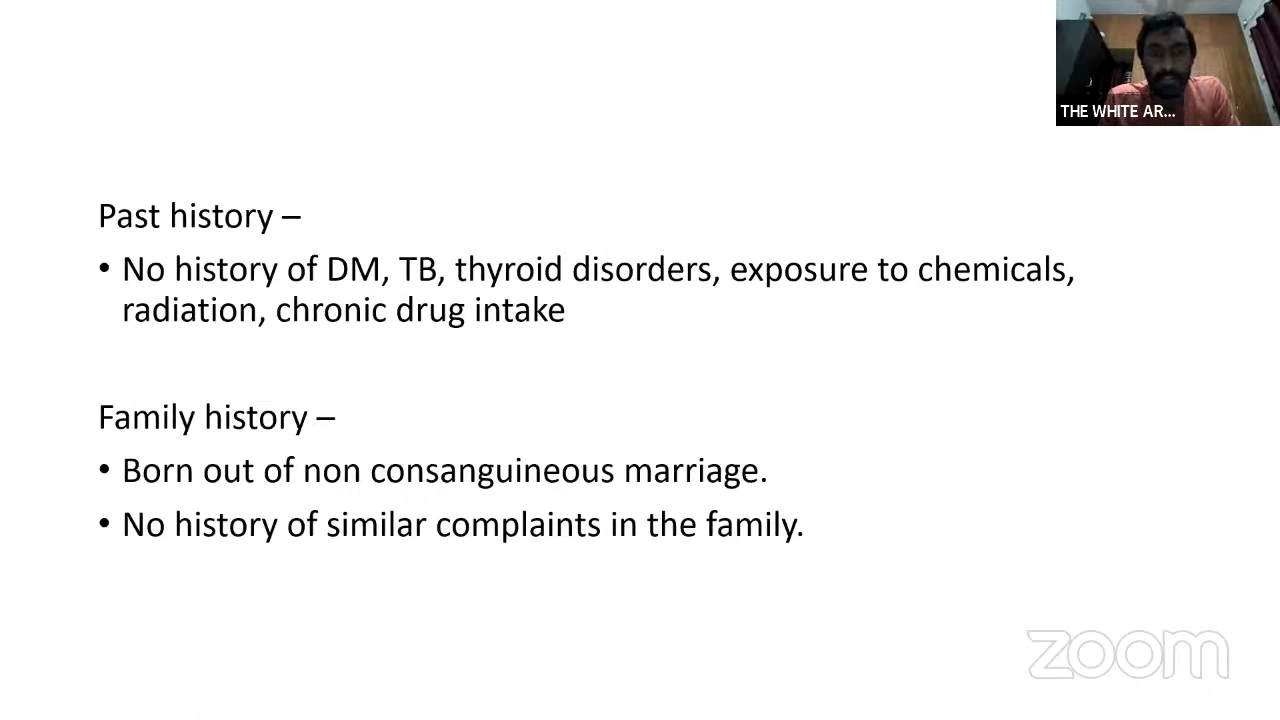 THE WHITE AR...
Past history –
• No history of DM, TB, thyroid disorders, exposure to chemicals,
radiation, chronic drug intake
Family history –
• Born out of non consanguineous marriage.
• No history of similar complaints in the family.
zoom